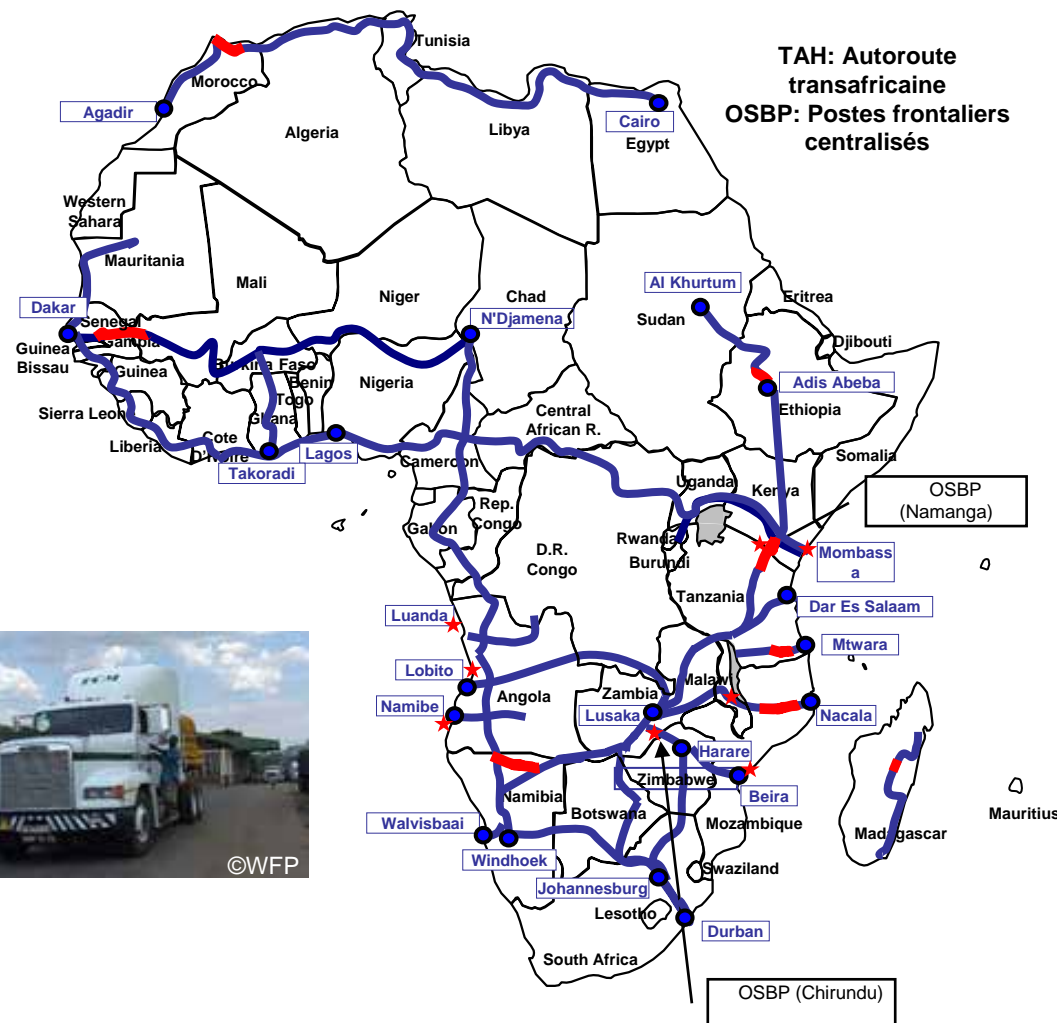 TAH: Autoroute
transafricaine
OSBP: Postes frontaliers
centralisés
Tunisia
Morocco
Agadir
Algeria
Libya
Cairo
Egypt
Western
Sahara
Mauritania
Mali
Niger
Chad
Al Khurtum
Eritrea
Sudan
Dakar
Senegal
Gambia
N'Djamena
Djibouti
Guinea
Bissau
Guinea
Burkina Faso
Benin
Nigeria
Togo
Ghana
Adis Abeba
Ethiopia
Sierra Leon
Liberia
Cote
D'Ivoire
Takoradi
Lagos
Cameroon
Central
African R.
Somalia
Uganda
Kenya
OSBP
(Namanga)
Rep.
Congo
Gabon
D.R.
Congo
Rwanda
Burundi
Mombass
a
Tanzania
Dar Es Salaam
Luanda
Mtwara
Lobito
Angola
Zambia
Malawi
Namibe
Lusaka
Nacala
Harare
Zimbabwe
Beira
Namibia
Botswana
Mozambique
Mauritius
Madagascar
Walvisbaai
Windhoek
Swaziland
Johannesburg
Lesotho
Durban
South Africa
©WFP
OSBP (Chirundu)